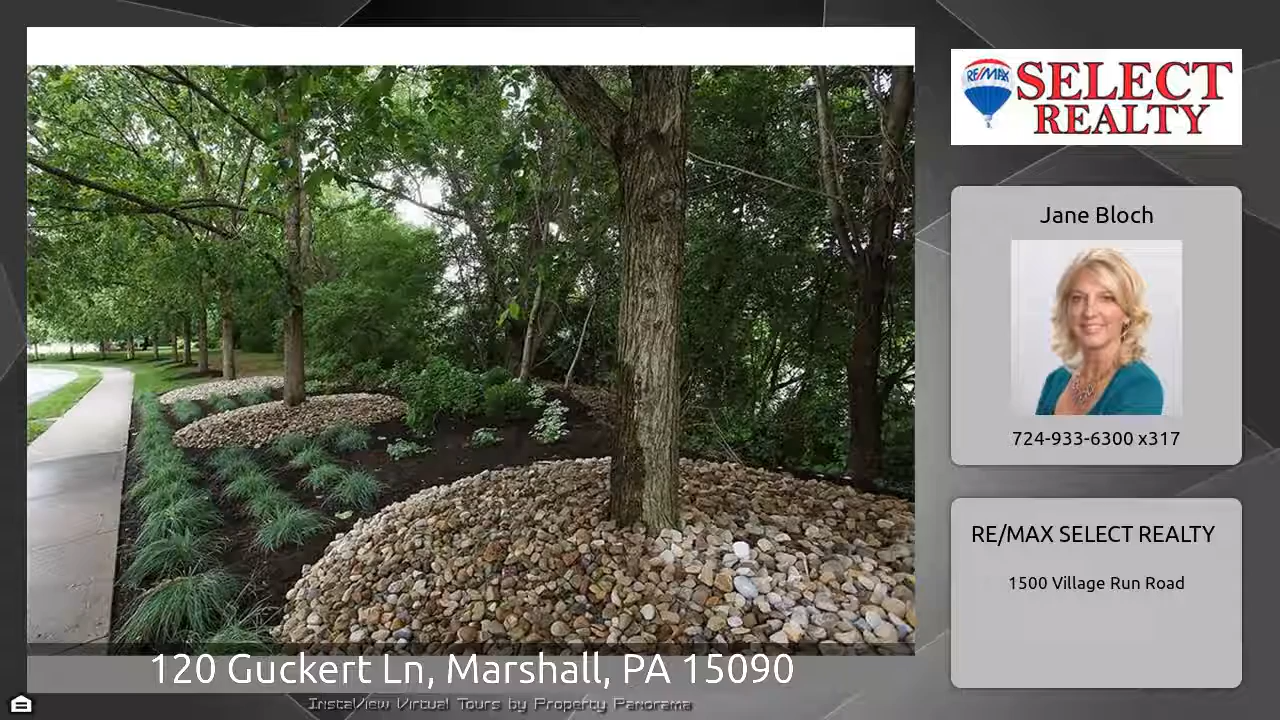 RE/MAX
SELECT
REALTY
Jane Bloch
724-933-6300 x317
RE/MAX SELECT REALTY
1500 Village Run Road
120 Guckert Ln, Marshall, PA 15090
InstaView Virtual Tours by Property Panorama